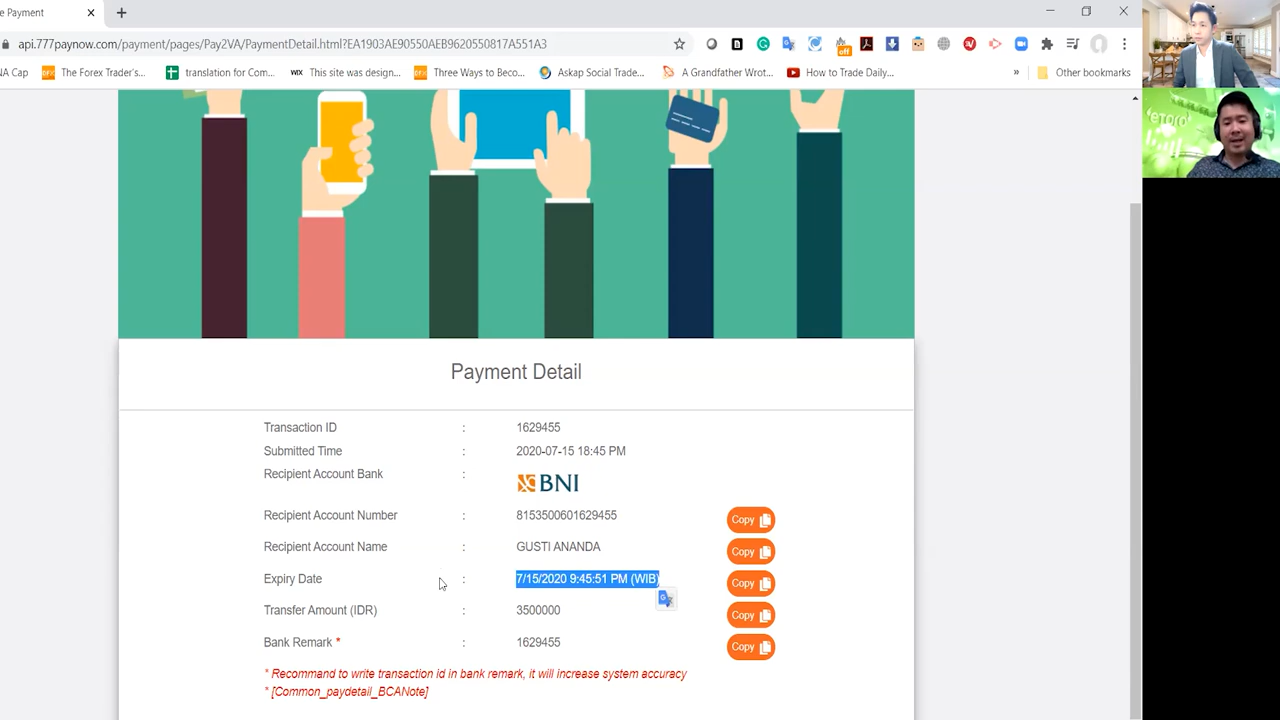 e Payment
api.777paynow.com/payment/pages/Pay2VA/PaymentDetail.html?EA1903AE90550AEB9620550817A5F1A3
IA Cap The Forex Trader's... translation for Com... WIX This site was design... Three Ways to Beco... Askap Social Trade... A Grandfather Wrot... How to Trade Daily... » Other bookmarks
off
eToro
Payment Detail
Transaction ID : 1629455
Submitted Time : 2020-07-15 18:45 PM
Recipient Account Bank : BNI
Recipient Account Number : 8153500601629455 Copy
Recipient Account Name : GUSTI ANANDA Copy
Expiry Date : 7/15/2020 9:45:51 PM (WIB) Copy
Transfer Amount (IDR) : 3500000 Copy
Bank Remark * : 1629455 Copy
* Recommand to write transaction id in bank remark, it will increase system accuracy
* [Common_paydetail_BCANote]